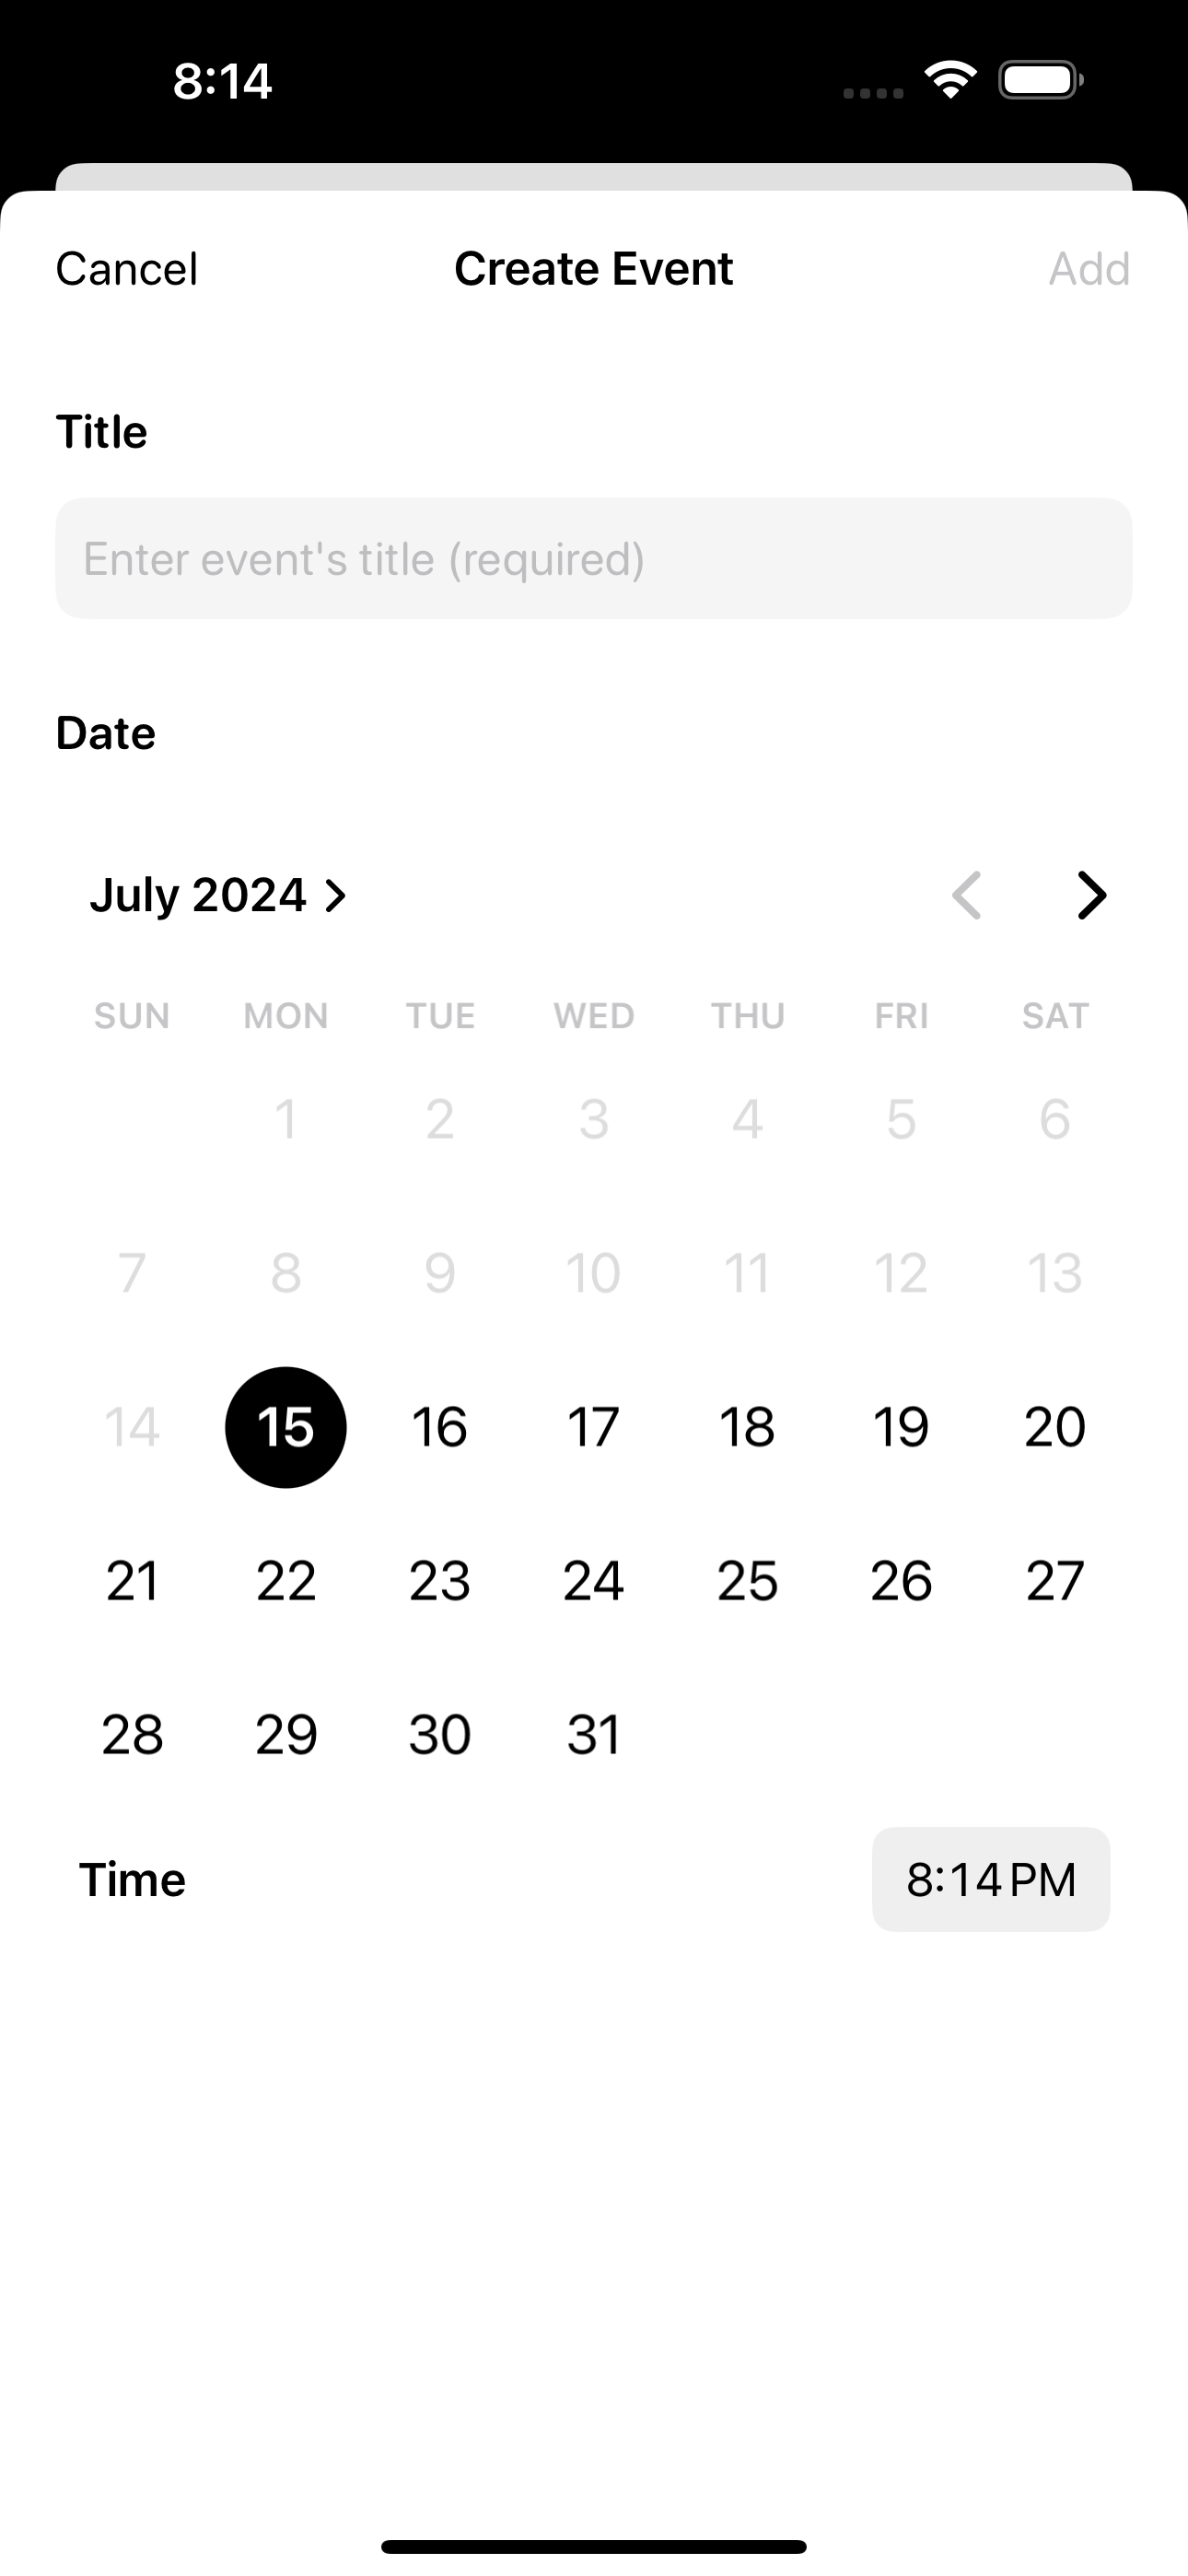 8:14
Cancel Create Event Add
Title
Enter event's title (required)
Date
July 2024
SUN MON TUE WED THU FRI SAT
1 2 3 4 5 6
7 8 9 10 11 12 13
14 15 16 17 18 19 20
21 22 23 24 25 26 27
28 29 30 31
Time 8:14 PM